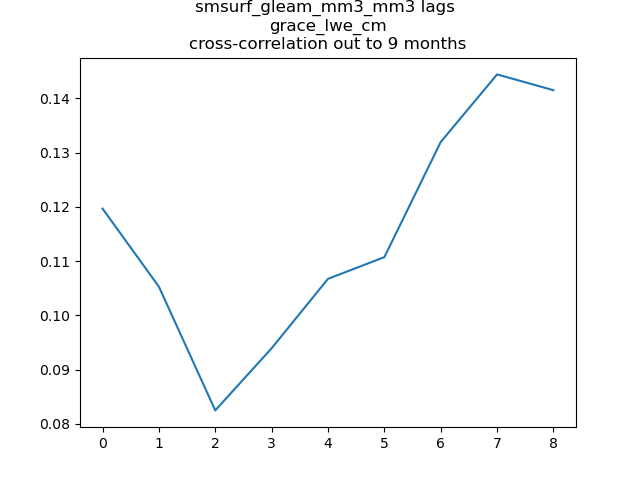 smsurf_gleam_mm3_mm3 lags
grace_lwe_cm
cross-correlation out to 9 months
0.14
0.13
0.12
0.11
0.10
0.09
0.08
0 1 2 3 4 5 6 7 8